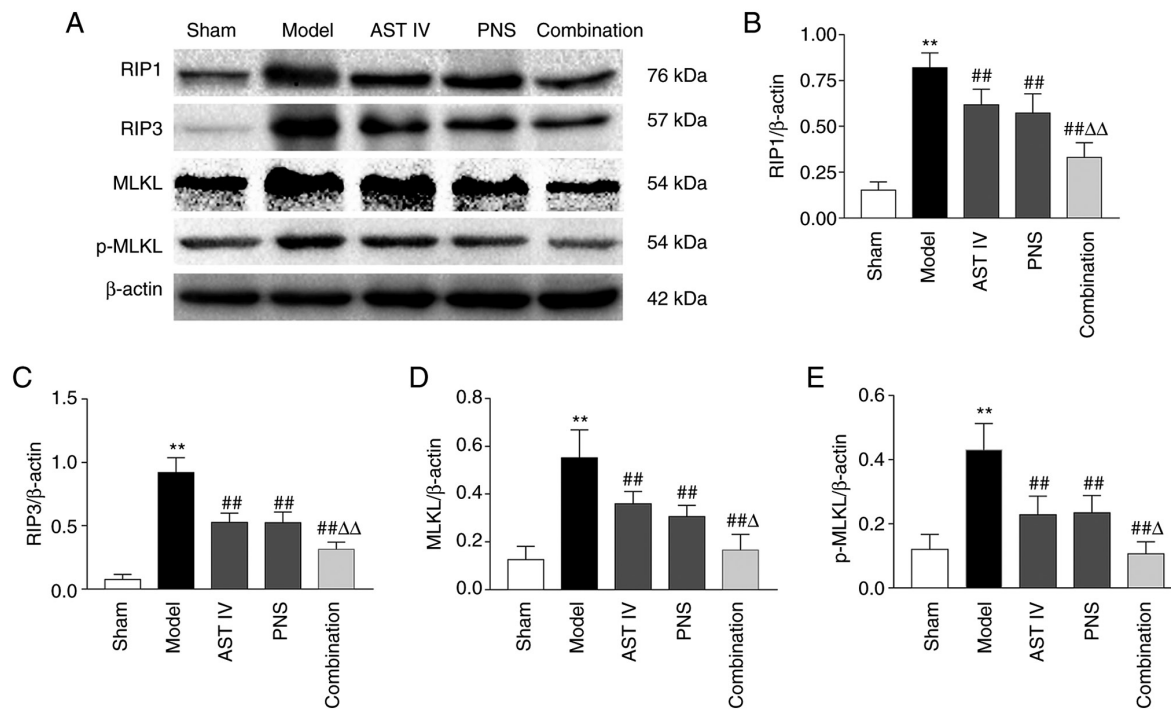 A
Sham Model AST IV PNS Combination
RIP1 76 kDa
RIP3 57 kDa
MLKL 54 kDa
p-MLKL 54 kDa
β-actin 42 kDa
B
RIP1/β-actin
1.00
0.75
0.50
0.25
0.00
**
##
##
##ΔΔ
Sham
Model
AST IV
PNS
Combination
C
RIP3/β-actin
1.5
1.0
0.5
0.0
**
##
##
##ΔΔ
Sham
Model
AST IV
PNS
Combination
D
MLKL/β-actin
0.8
0.6
0.4
0.2
0.0
**
##
##
##Δ
Sham
Model
AST IV
PNS
Combination
E
p-MLKL/β-actin
0.6
0.4
0.2
0.0
**
##
##
##Δ
Sham
Model
AST IV
PNS
Combination